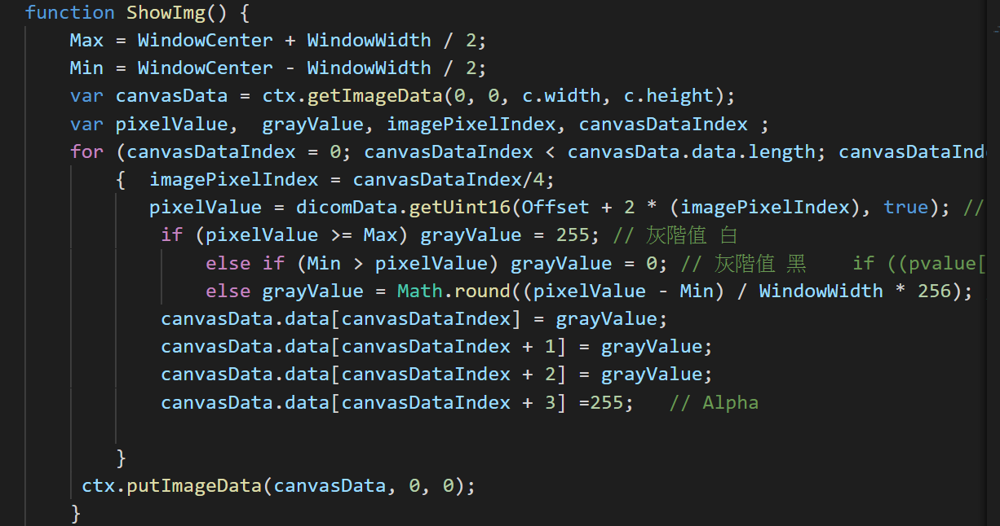 function ShowImg() {
Max = WindowCenter + WindowWidth / 2;
Min = WindowCenter - WindowWidth / 2;
var canvasData = ctx.getImageData(0, 0, c.width, c.height);
var pixelValue,  grayValue, imagePixelIndex, canvasDataIndex ;
for (canvasDataIndex = 0; canvasDataIndex < canvasData.data.length; canvasDataInd
{  imagePixelIndex = canvasDataIndex/4;
pixelValue = dicomData.getUint16(Offset + 2 * (imagePixelIndex), true); //
if (pixelValue >= Max) grayValue = 255; // 灰階值 白
else if (Min > pixelValue) grayValue = 0; // 灰階值 黑    if ((pvalue[
else grayValue = Math.round((pixelValue - Min) / WindowWidth * 256);
canvasData.data[canvasDataIndex] = grayValue;
canvasData.data[canvasDataIndex + 1] = grayValue;
canvasData.data[canvasDataIndex + 2] = grayValue;
canvasData.data[canvasDataIndex + 3] =255;   // Alpha
}
ctx.putImageData(canvasData, 0, 0);
}